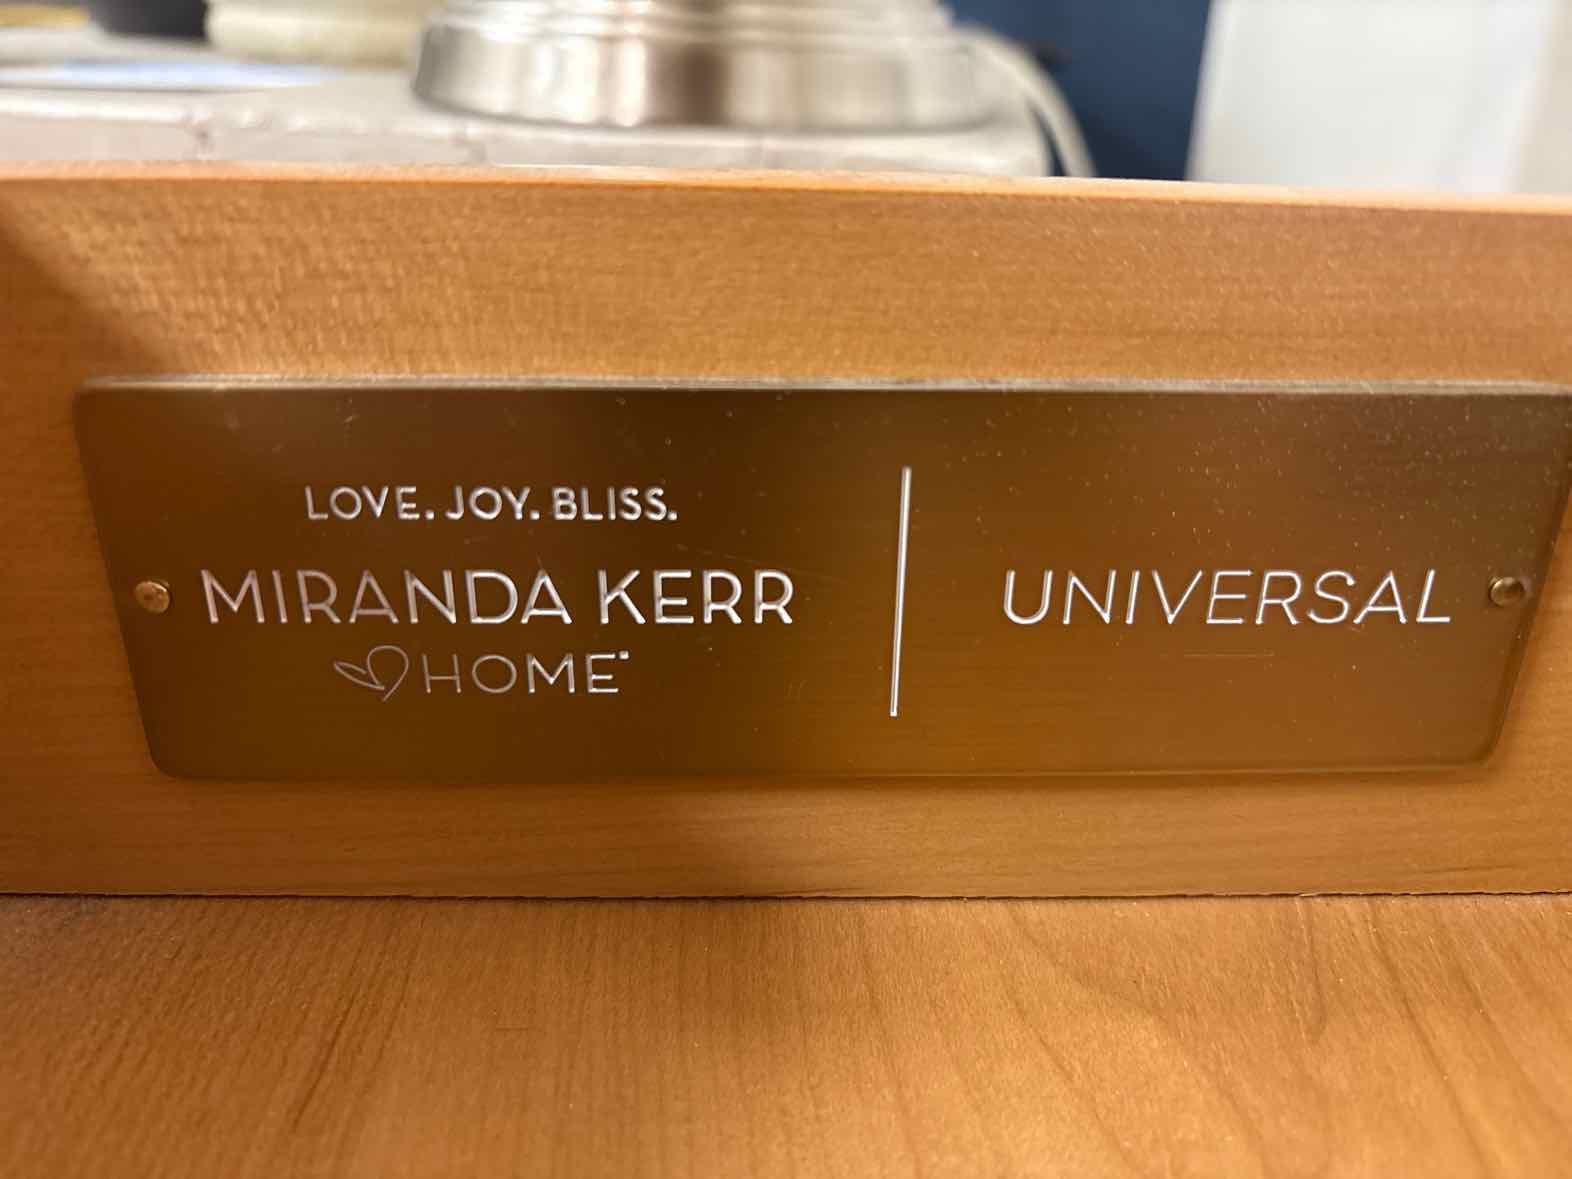 LOVE. JOY. BLISS.
MIRANDA KERR
HOME
UNIVERSAL